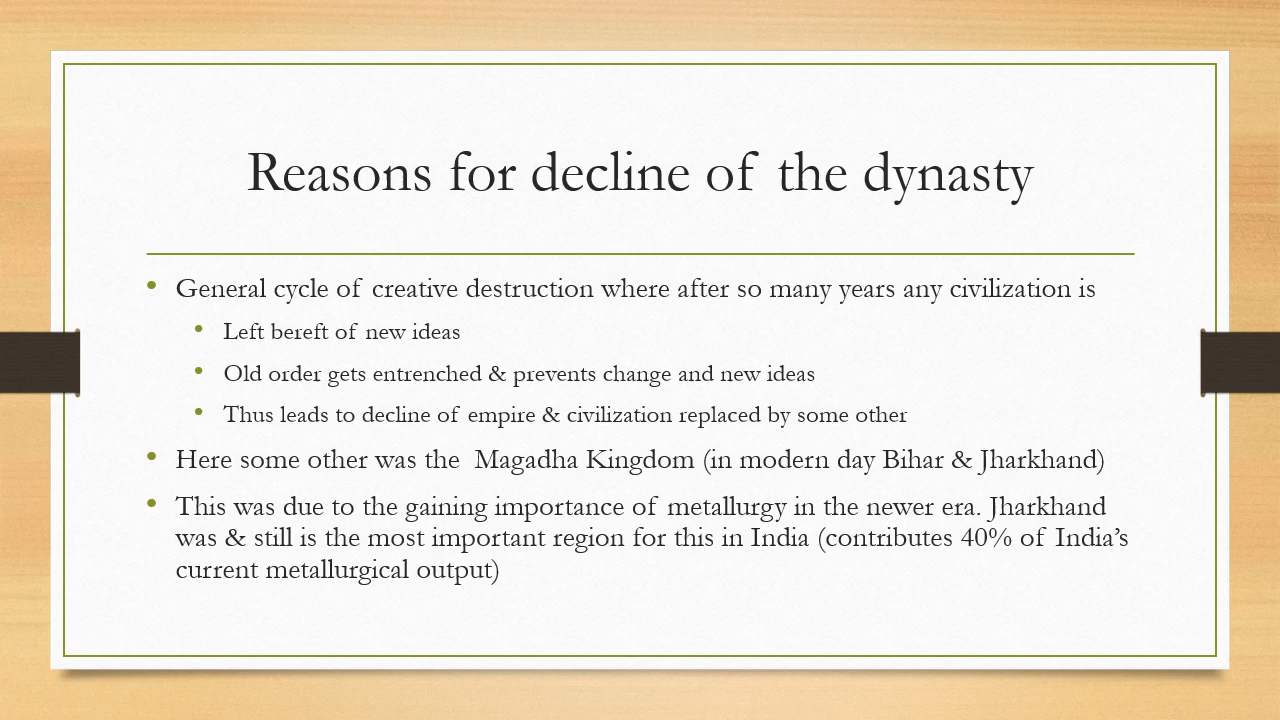 Reasons for decline of the dynasty
• General cycle of creative destruction where after so many years any civilization is
• Left bereft of new ideas
• Old order gets entrenched & prevents change and new ideas
• Thus leads to decline of empire & civilization replaced by some other
• Here some other was the  Magadha Kingdom (in modern day Bihar & Jharkhand)
• This was due to the gaining importance of metallurgy in the newer era. Jharkhand
was & still is the most important region for this in India (contributes 40% of India’s
current metallurgical output)